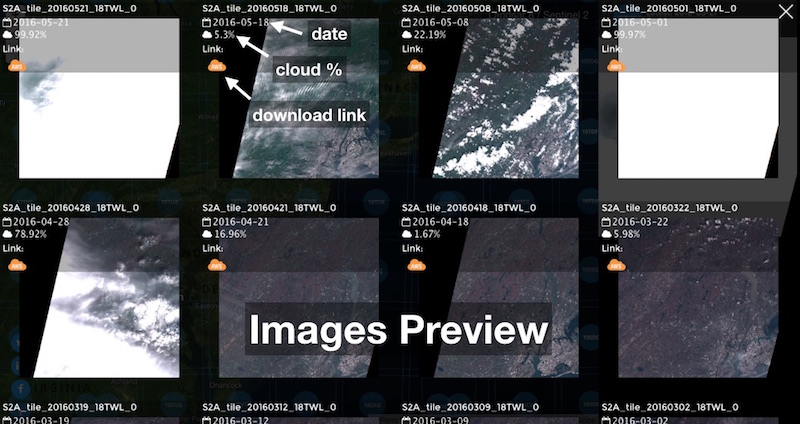 S2A_tile_20160521_18TWL_0
2016-05-21
99.92%
Link:
AWS
S2A_tile_20160518_18TWL_0
2016-05-18
5.3%
Link:
AWS
date
cloud %
download link
S2A_tile_20160508_18TWL_0
2016-05-08
22.19%
Link:
AWS
S2A_tile_20160501_18TWL_0
2016-05-01
99.97%
Link:
AWS
S2A_tile_20160428_18TWL_0
2016-04-28
78.92%
Link:
AWS
S2A_tile_20160421_18TWL_0
2016-04-21
16.96%
Link:
AWS
S2A_tile_20160418_18TWL_0
2016-04-18
1.67%
Link:
AWS
S2A_tile_20160322_18TWL_0
2016-03-22
5.98%
Link:
AWS
Images Preview
S2A_tile_20160319_18TWL_0
2016-03-19
S2A_tile_20160312_18TWL_0
2016-03-12
S2A_tile_20160309_18TWL_0
2016-03-09
S2A_tile_20160302_18TWL_0
2016-03-02